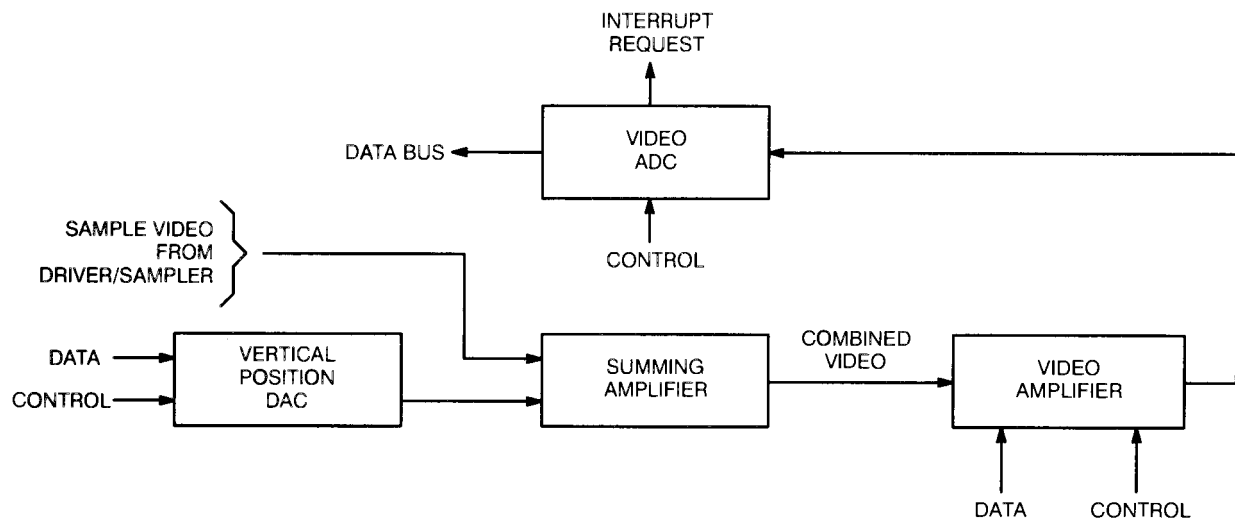 INTERRUPT
REQUEST
VIDEO
ADC
DATA BUS
SAMPLE VIDEO
FROM
DRIVER/SAMPLER
CONTROL
DATA
CONTROL
VERTICAL
POSITION
DAC
SUMMING
AMPLIFIER
COMBINED
VIDEO
VIDEO
AMPLIFIER
DATA
CONTROL